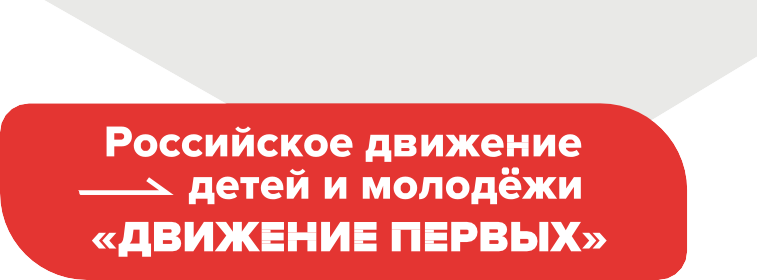 Российское движение
детей и молодёжи
«ДВИЖЕНИЕ ПЕРВЫХ»